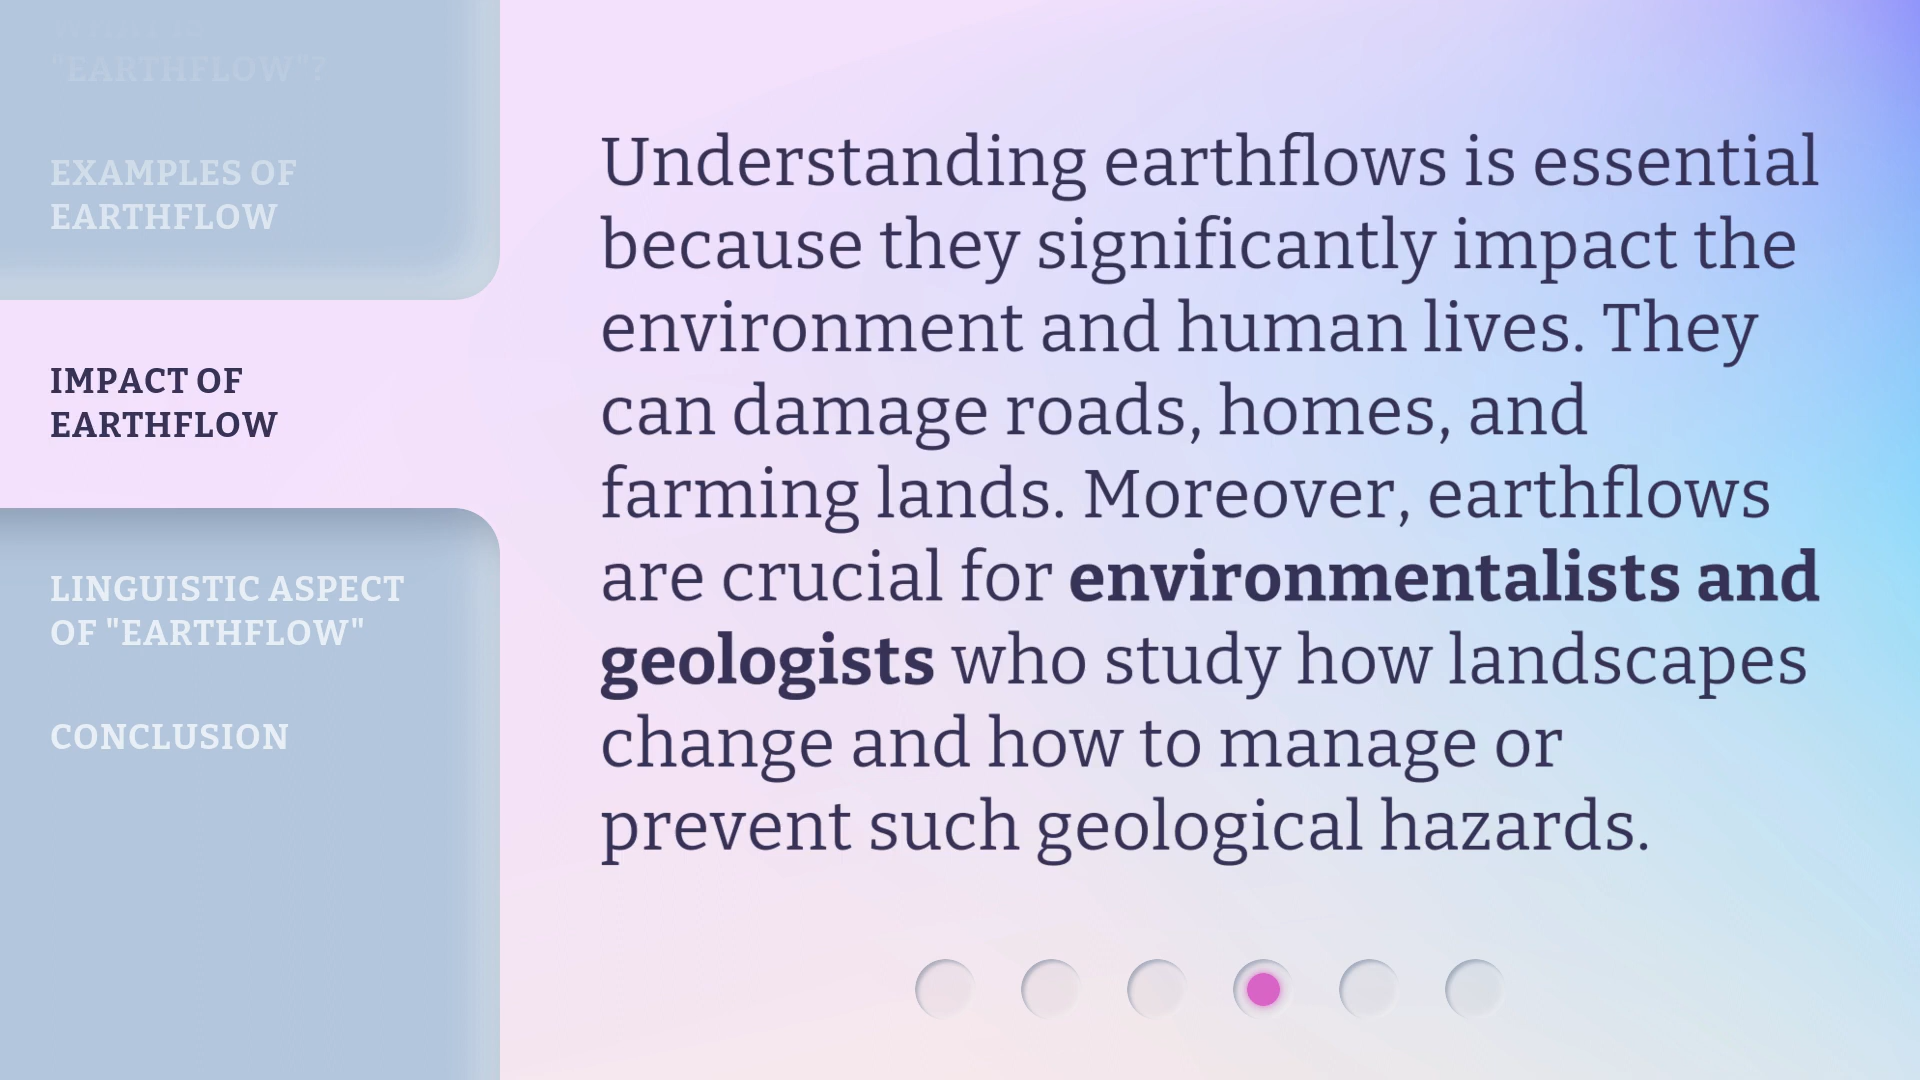 "EARTHFLOW"?
EXAMPLES OF
EARTHFLOW
IMPACT OF
EARTHFLOW
LINGUISTIC ASPECT
OF "EARTHFLOW"
CONCLUSION
Understanding earthflows is essential
because they significantly impact the
environment and human lives. They
can damage roads, homes, and
farming lands. Moreover, earthflows
are crucial for environmentalists and
geologists who study how landscapes
change and how to manage or
prevent such geological hazards.